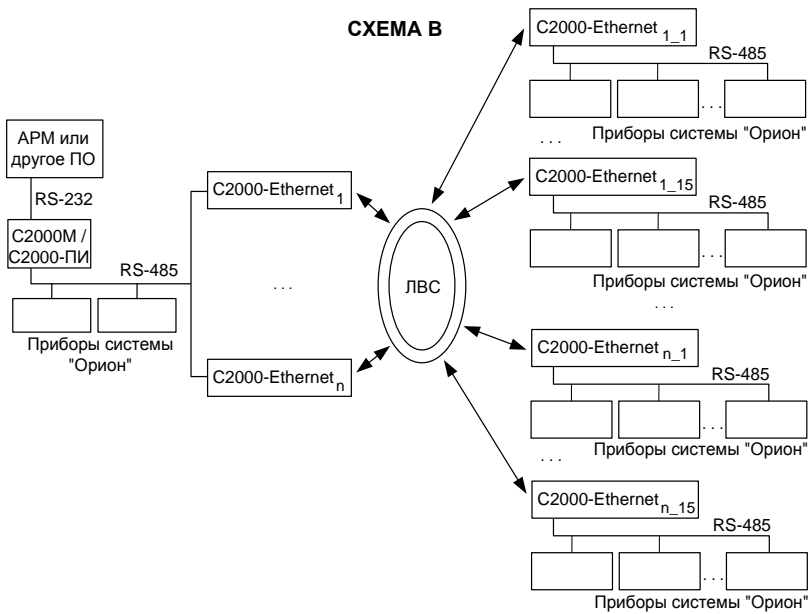 СХЕМА В
АРМ или
другое ПО
RS-232
С2000М /
С2000-ПИ
RS-485
Приборы системы
"Орион"
C2000-Ethernet 1
. . .
C2000-Ethernet n
ЛВС
C2000-Ethernet 1_1
RS-485
. . .
Приборы системы "Орион"
. . .
C2000-Ethernet 1_15
RS-485
. . .
Приборы системы "Орион"
. . .
C2000-Ethernet n_1
RS-485
. . .
Приборы системы "Орион"
. . .
C2000-Ethernet n_15
RS-485
. . .
Приборы системы "Орион"